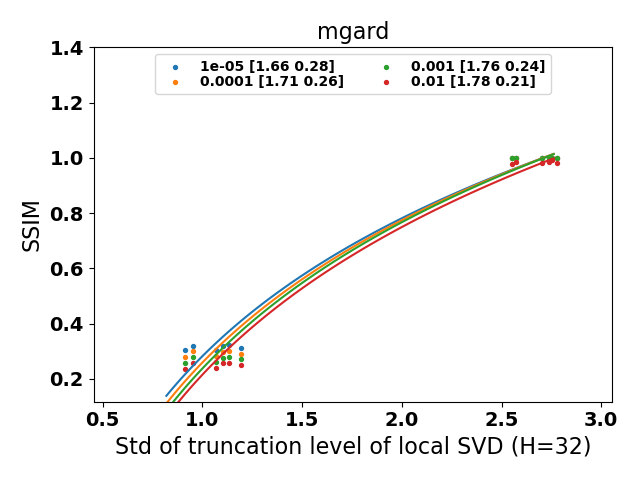 mgard
1e-05 [1.66 0.28]
0.0001 [1.71 0.26]
0.001 [1.76 0.24]
0.01 [1.78 0.21]
SSIM
1.4
1.2
1.0
0.8
0.6
0.4
0.2
0.5 1.0 1.5 2.0 2.5 3.0
Std of truncation level of local SVD (H=32)